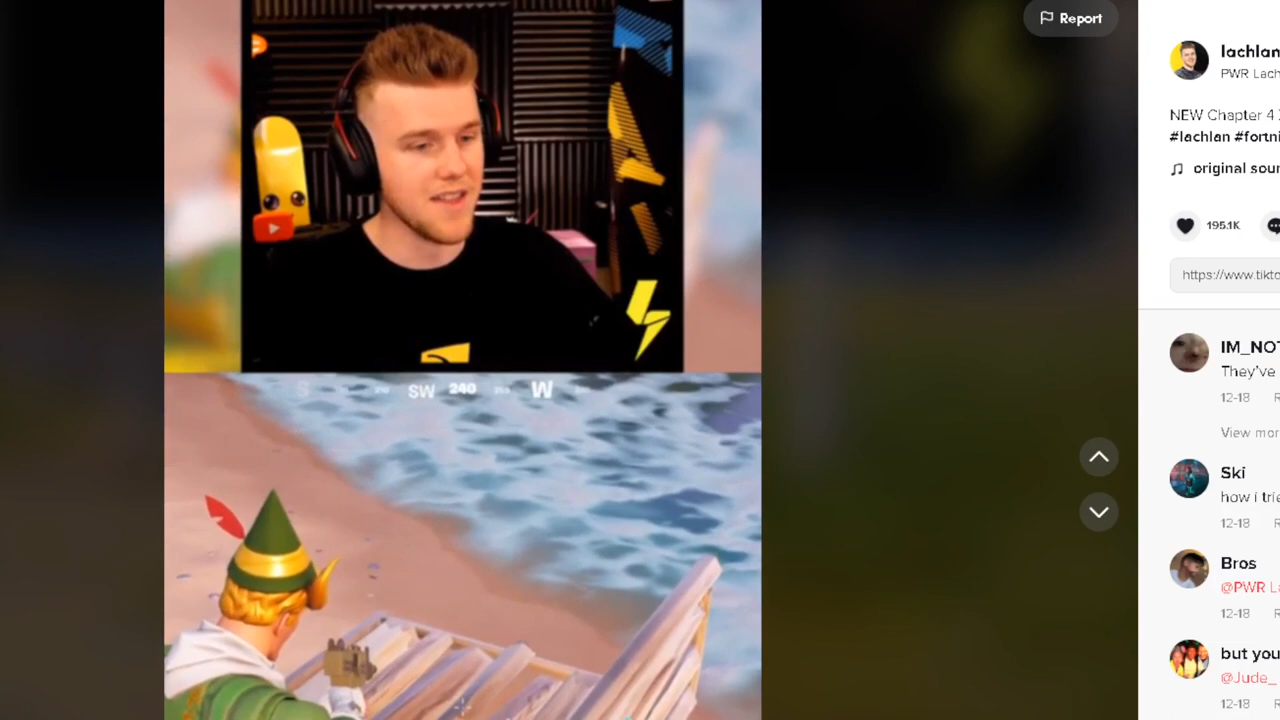 Report
lachlan
PWR Lach
NEW Chapter 4
#lachlan #fortni
original soun
195.1K
https://www.tikto
IM_NOT
They've
12-18 R
View mor
Ski
how i trie
12-18 R
Bros
@PWR La
12-18 R
but you
@Jude_
12-18 R
SW 240 W